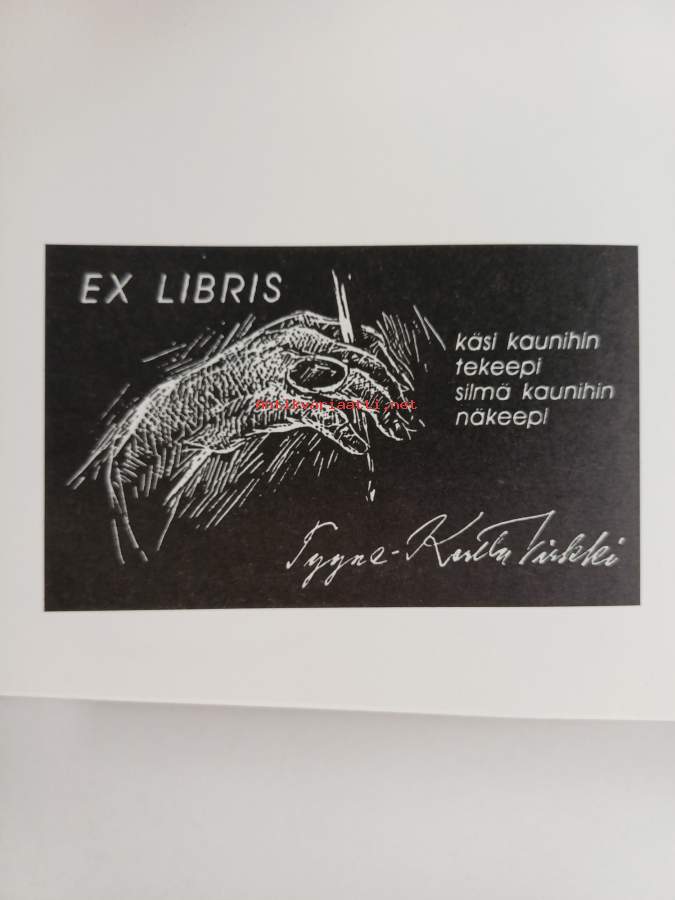 EX LIBRIS
käsi kaunihin
tekeepi
silmä kaunihin
näkeepi
Antikvariaatti.net
Tyyne-Kerttu Virkki